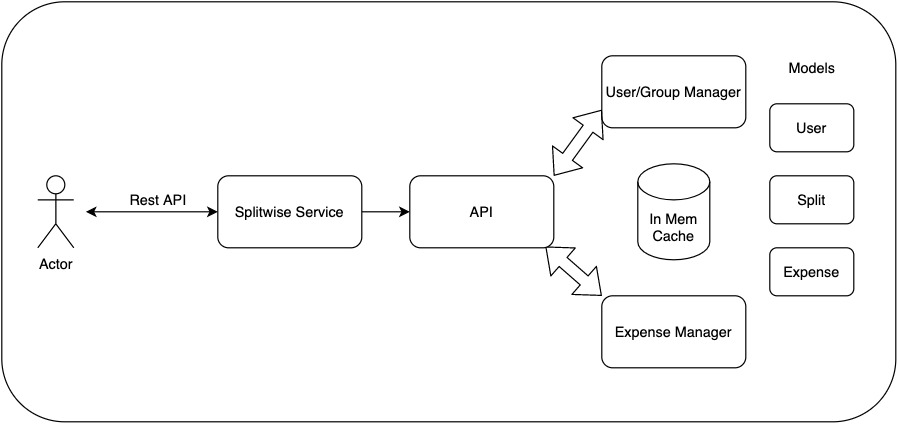 Models
User/Group Manager
User
Rest API
Splitwise Service
API
In Mem
Cache
Split
Actor
Expense
Expense Manager